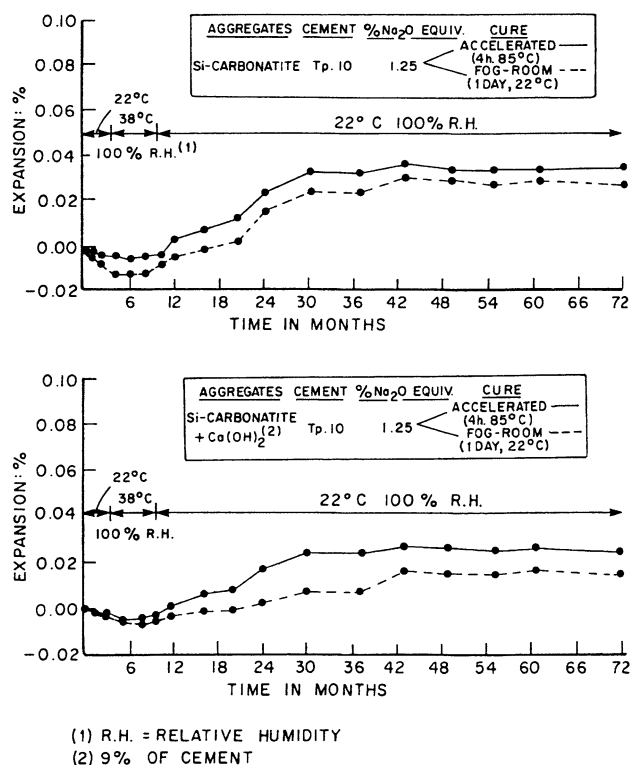 AGGREGATES CEMENT %Na2O EQUIV. CURE
Si-CARBONATITE Tp. 10 1.25 ACCELERATED
(4h. 85°C)
FOG-ROOM
(1DAY, 22°C)
EXPANSION: %
0.10
0.08
0.06
0.04
0.02
0.00
-0.02
22°C
38°C
100% R.H.(1)
22°C 100% R.H.
6 12 18 24 30 36 42 48 54 60 66 72
TIME IN MONTHS
AGGREGATES CEMENT %Na2O EQUIV. CURE
Si-CARBONATITE
+ Ca(OH)2(2) Tp. 10 1.25 ACCELERATED
(4h. 85°C)
FOG-ROOM
(1DAY, 22°C)
EXPANSION: %
0.10
0.08
0.06
0.04
0.02
0.00
-0.02
22°C
38°C
100% R.H.
22°C 100% R.H.
6 12 18 24 30 36 42 48 54 60 66 72
TIME IN MONTHS
(1) R.H. = RELATIVE HUMIDITY
(2) 9% OF CEMENT